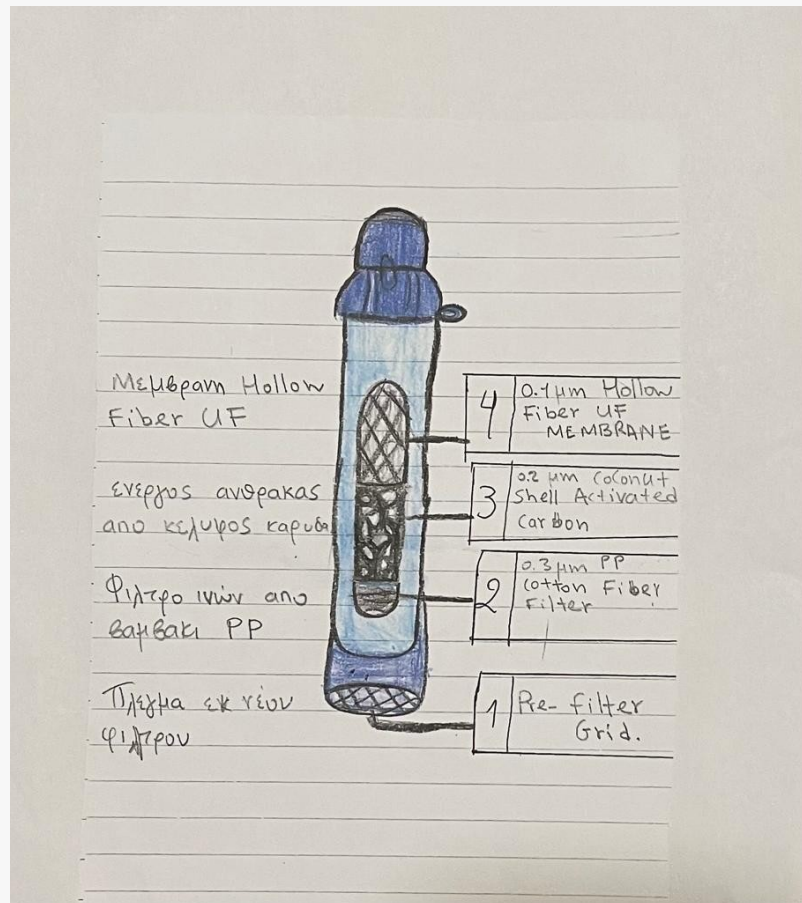 Μεμβρανη Hollow
Fiber UF
4
0.1μm Hollow
Fiber UF
MEMBRANE
ενεργος ανθρακας
απο κελυφος καρυδα
3
0.2 μm Coconut
Shell Activated
Carbon
Φιλτρο ινών απο
βαμβακι PP
2
0.3μm PP
Cotton Fiber
Filter
Πλεγμα εκ νέου
φιλτρου
1
Pre-Filter
Grid.